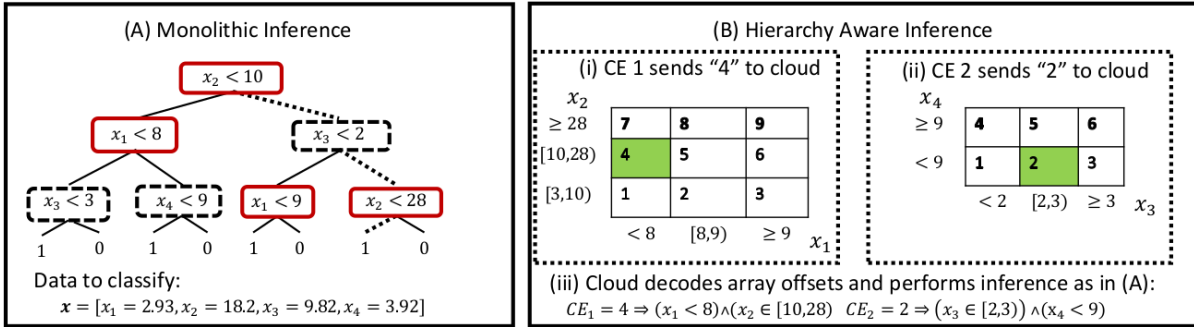 (A) Monolithic Inference
x₂ < 10
x₁ < 8
x₃ < 2
x₃ < 3
x₄ < 9
x₁ < 9
x₂ < 28
1 0 1 0 1 0 1 0
Data to classify:
𝒙 = [x₁ = 2.93, x₂ = 18.2, x₃ = 9.82, x₄ = 3.92]
(B) Hierarchy Aware Inference
(i) CE 1 sends “4” to cloud
x₂
≥ 28 7 8 9
[10,28) 4 5 6
[3,10) 1 2 3
< 8 [8,9) ≥ 9 x₁
(ii) CE 2 sends “2” to cloud
x₄
≥ 9 4 5 6
< 9 1 2 3
< 2 [2,3) ≥ 3 x₃
(iii) Cloud decodes array offsets and performs inference as in (A):
CE₁ = 4 ⇒ (x₁ < 8)∧(x₂ ∈ [10,28) CE₂ = 2 ⇒ (x₃ ∈ [2,3)) ∧(x₄ < 9)